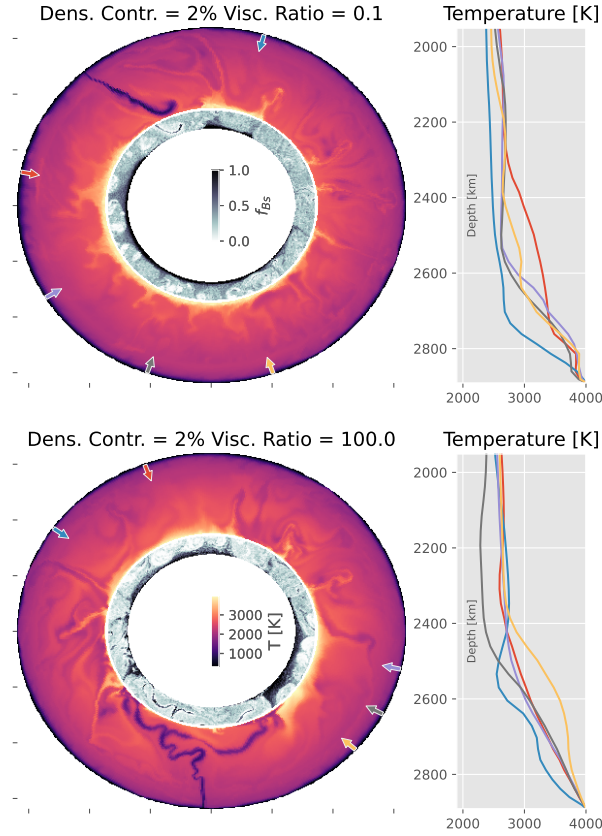 Dens. Contr. = 2% Visc. Ratio = 0.1
Temperature [K]
2000
2200
2400
2600
2800
Depth [km]
2000 3000 4000
1.0
0.5
0.0
f_Bs
Dens. Contr. = 2% Visc. Ratio = 100.0
Temperature [K]
2000
2200
2400
2600
2800
Depth [km]
2000 3000 4000
3000
2000
1000
T [K]